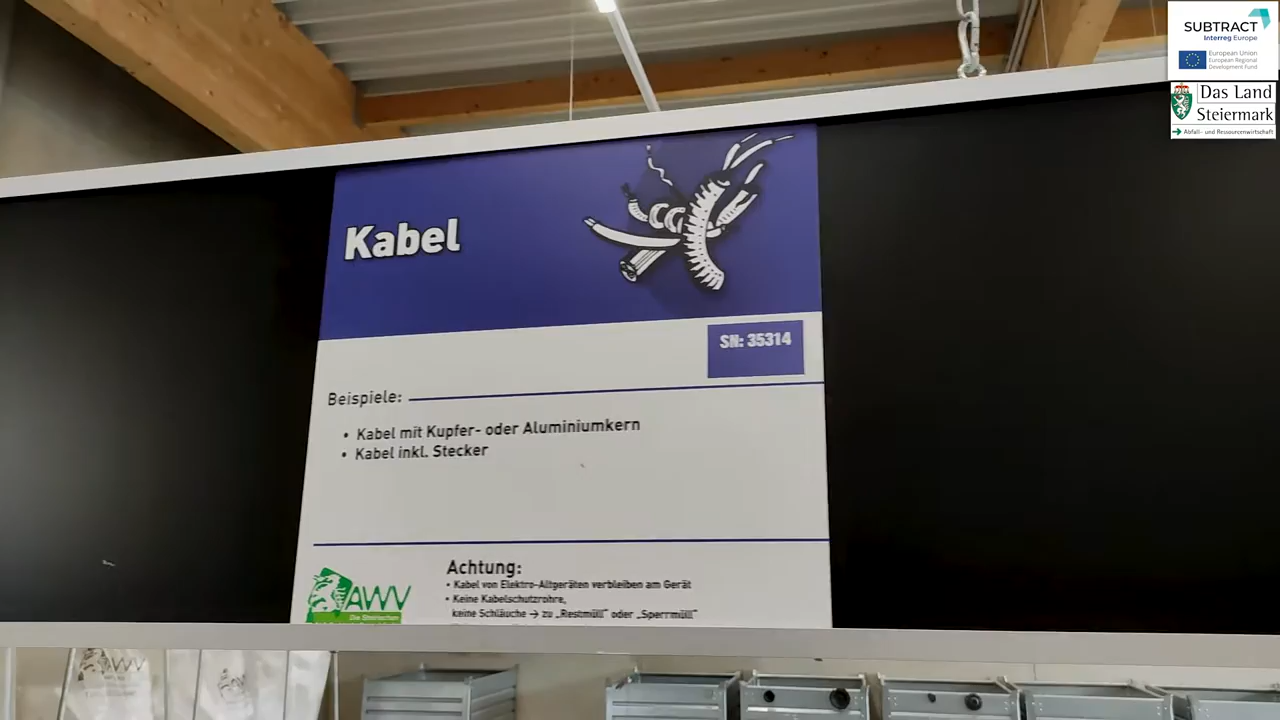 SUBTRACT
Interreg Europe
European Union
European Regional
Development Fund
Das Land
Steiermark
Abfall- und Ressourcenwirtschaft
Kabel
SN: 35314
Beispiele:
• Kabel mit Kupfer- oder Aluminiumkern
• Kabel inkl. Stecker
Achtung:
• Kabel von Elektro-Altgeräten verbleiben am Gerät
• Keine Kabelschutzrohre,
keine Schläuche → zu „Restmüll“ oder „Sperrmüll“
AWV
Die Steirischen
AWV